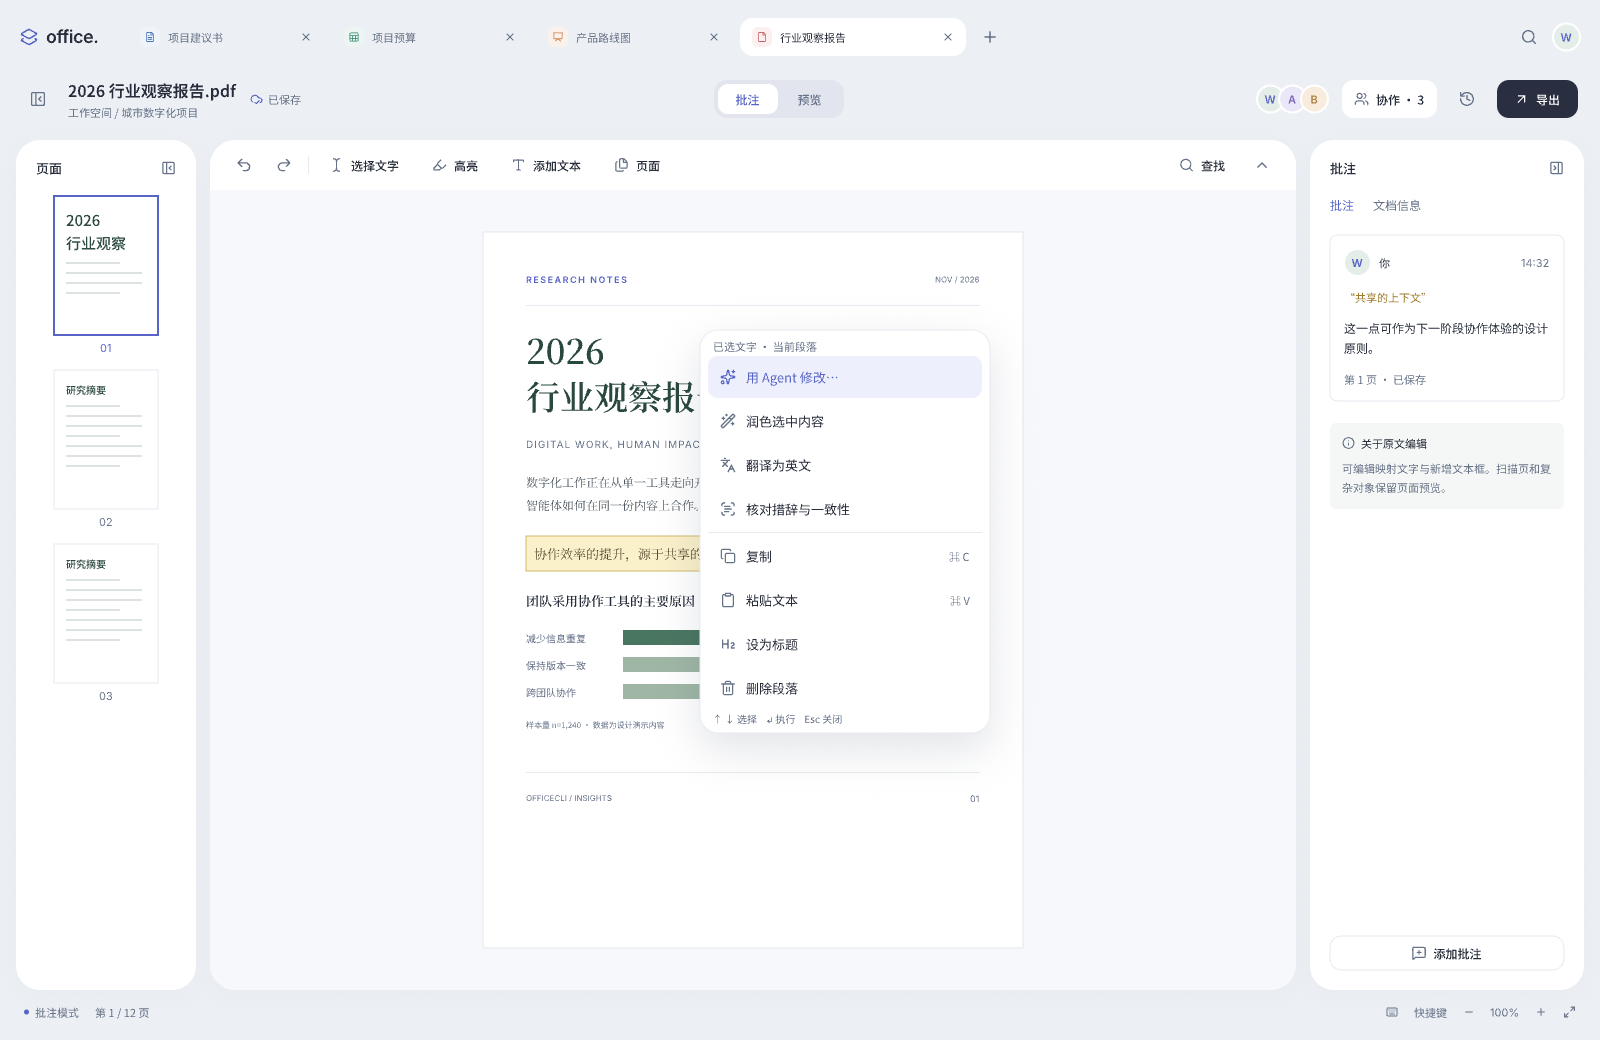 office.
项目建议书
项目预算
产品路线图
行业观察报告
W
2026 行业观察报告.pdf
已保存
工作空间 / 城市数字化项目
批注
预览
W
A
B
协作 · 3
导出
页面
2026
行业观察
01
研究摘要
02
研究摘要
03
选择文字
高亮
添加文本
页面
查找
RESEARCH NOTES
NOV / 2026
2026
行业观察报
DIGITAL WORK, HUMAN IMPAC
数字化工作正在从单一工具走向
智能体如何在同一份内容上合作。
协作效率的提升，源于共享的
团队采用协作工具的主要原因
减少信息重复
保持版本一致
跨团队协作
样本量 n=1,240 · 数据为设计演示内容
OFFICECLI / INSIGHTS
01
已选文字 · 当前段落
用 Agent 修改…
润色选中内容
翻译为英文
核对措辞与一致性
复制
⌘ C
粘贴文本
⌘ V
H2 设为标题
删除段落
↑ ↓ 选择 ↲ 执行 Esc 关闭
批注
批注
文档信息
W
你
14:32
“共享的上下文”
这一点可作为下一阶段协作体验的设计
原则。
第 1 页 · 已保存
关于原文编辑
可编辑映射文字与新增文本框。扫描页和复
杂对象保留页面预览。
添加批注
批注模式
第 1 / 12 页
快捷键
100%